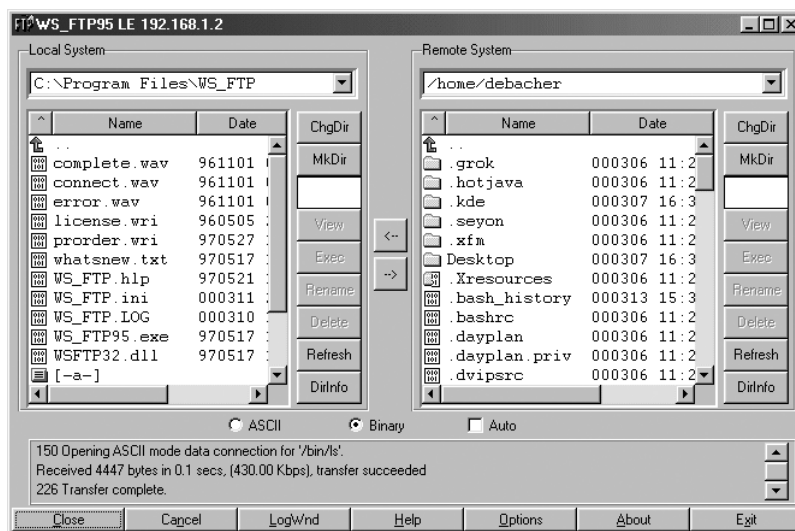 WS_FTP95 LE 192.168.1.2
Local System
C:\Program Files\WS_FTP
^ Name Date
..
complete.wav 961101
connect.wav 961101
error.wav 961101
license.wri 960505
prorder.wri 970527
whatsnew.txt 970517
WS_FTP.hlp 970521
WS_FTP.ini 000311
WS_FTP.LOG 000310
WS_FTP95.exe 970517
WSFTP32.dll 970517
[-a-]
ChgDir
MkDir
View
Exec
Rename
Delete
Refresh
DirInfo
<--
-->
Remote System
/home/debacher
^ Name Date
..
.grok 000306 11:2
.hotjava 000306 11:2
.kde 000307 16:3
.seyon 000306 11:2
.xfm 000306 11:2
Desktop 000307 16:3
.Xresources 000306 11:2
.bash_history 000313 15:3
.bashrc 000306 11:2
.dayplan 000306 11:2
.dayplan.priv 000306 11:2
.dvipsrc 000306 11:2
ChgDir
MkDir
View
Exec
Rename
Delete
Refresh
DirInfo
ASCII Binary Auto
150 Opening ASCII mode data connection for '/bin/ls'.
Received 4447 bytes in 0.1 secs, (430.00 Kbps), transfer succeeded
226 Transfer complete.
Close Cancel LogWnd Help Options About Exit